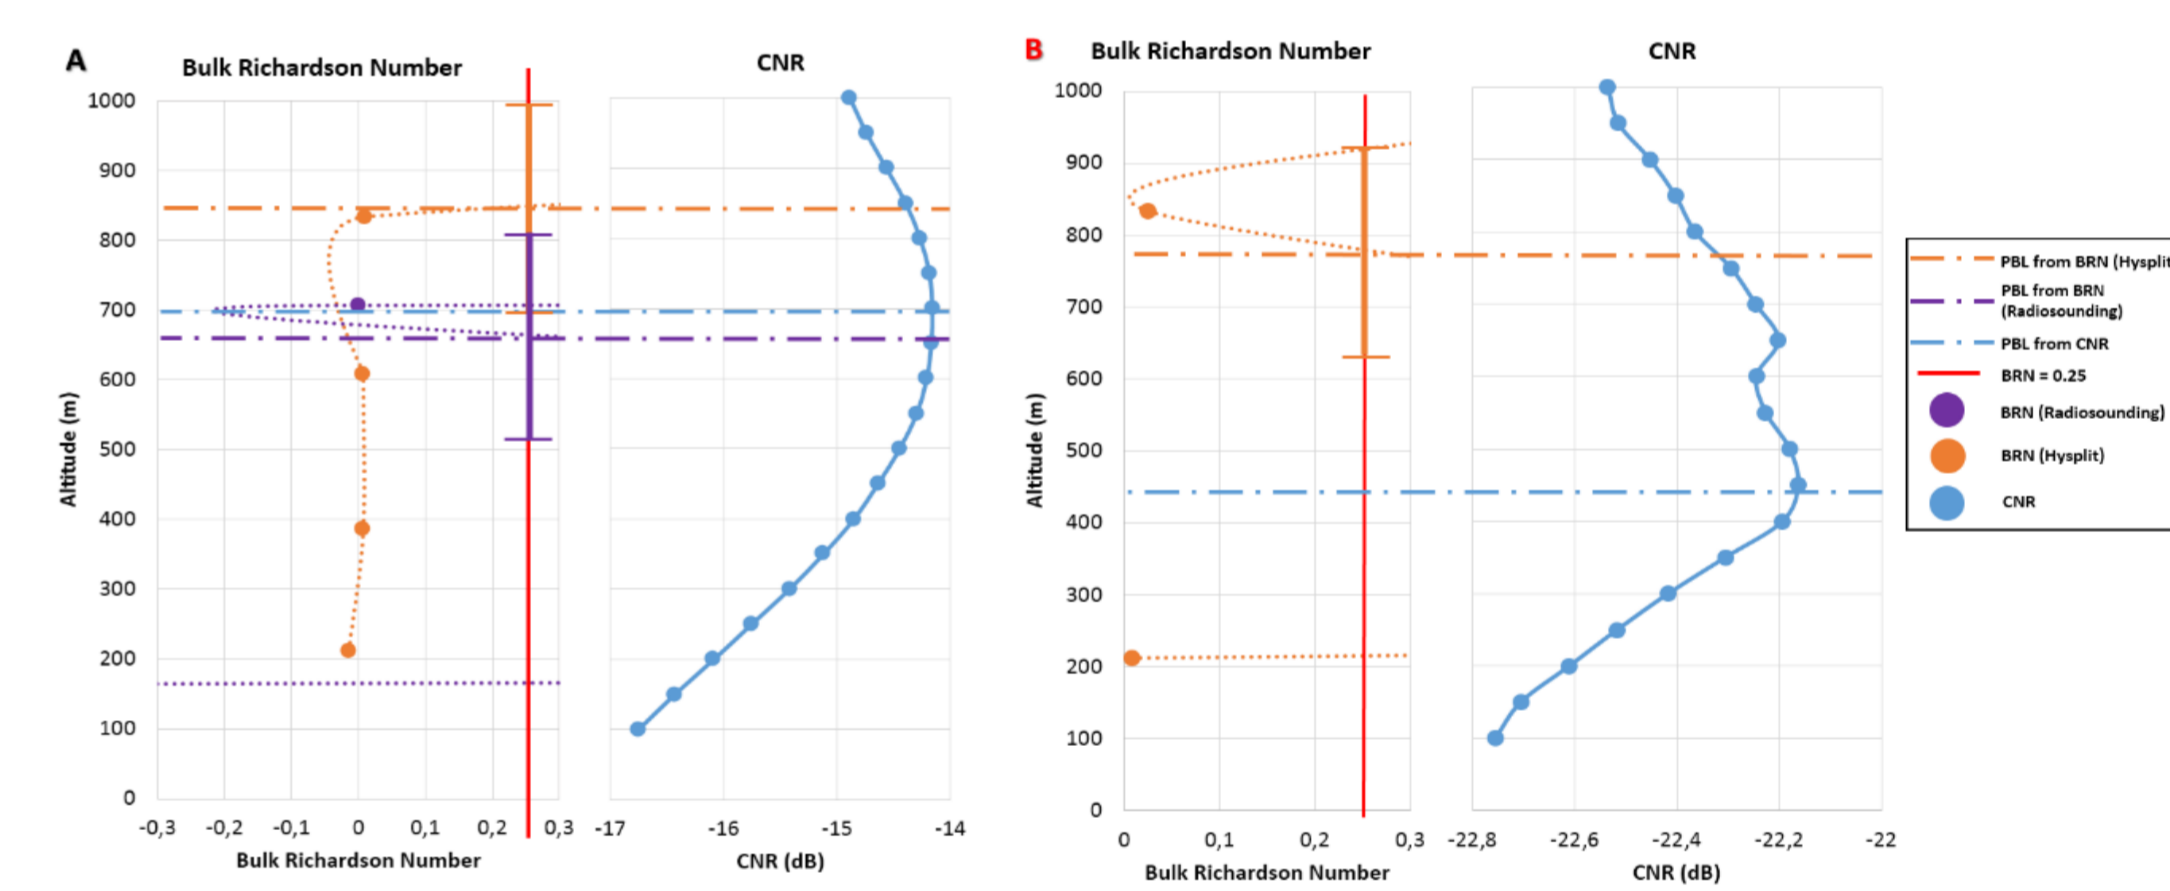 A
Bulk Richardson Number
CNR
1000
900
800
700
600
500
400
300
200
100
0
Altitude (m)
-0,3 -0,2 -0,1 0 0,1 0,2 0,3
-17 -16 -15 -14
Bulk Richardson Number
CNR (dB)
B
Bulk Richardson Number
CNR
1000
900
800
700
600
500
400
300
200
100
0
Altitude (m)
0 0,1 0,2 0,3
-22,8 -22,6 -22,4 -22,2 -22
Bulk Richardson Number
CNR (dB)
PBL from BRN (Hysplit
PBL from BRN
(Radiosounding)
PBL from CNR
BRN = 0.25
BRN (Radiosounding)
BRN (Hysplit)
CNR